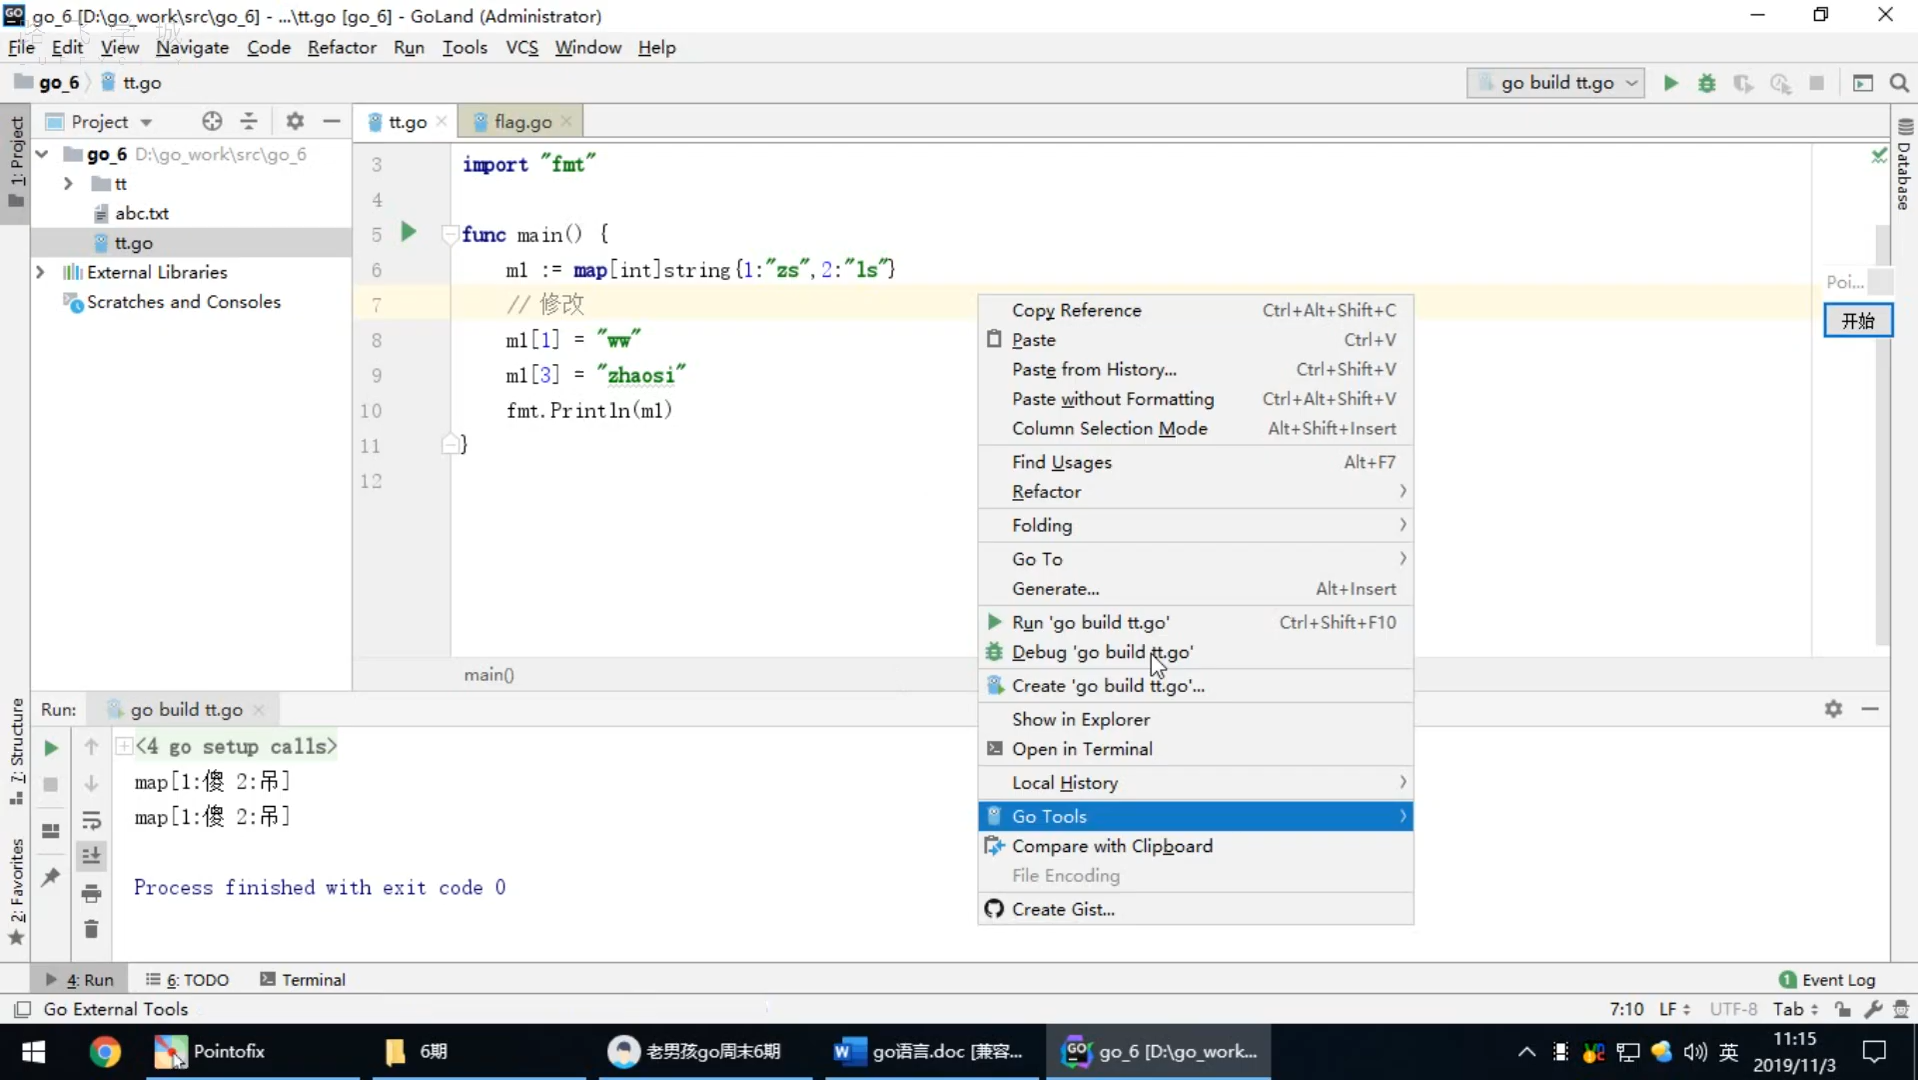 go_6 [D:\go_work\src\go_6] - ...\tt.go [go_6] - GoLand (Administrator)
File Edit View Navigate Code Refactor Run Tools VCS Window Help
go_6 tt.go
go build tt.go
1: Project
Project
tt.go
flag.go
Database
go_6 D:\go_work\src\go_6
tt
abc.txt
tt.go
External Libraries
Scratches and Consoles
3 import "fmt"
4
5 func main() {
6 m1 := map[int]string{1:"zs",2:"ls"}
7 // 修改
8 m1[1] = "ww"
9 m1[3] = "zhaosi"
10 fmt.Println(m1)
11 }
12
main()
Poi...
开始
Copy Reference Ctrl+Alt+Shift+C
Paste Ctrl+V
Paste from History... Ctrl+Shift+V
Paste without Formatting Ctrl+Alt+Shift+V
Column Selection Mode Alt+Shift+Insert
Find Usages Alt+F7
Refactor
Folding
Go To
Generate... Alt+Insert
Run 'go build tt.go' Ctrl+Shift+F10
Debug 'go build tt.go'
Create 'go build tt.go'...
Show in Explorer
Open in Terminal
Local History
Go Tools
Compare with Clipboard
File Encoding
Create Gist...
7: Structure
2: Favorites
Run: go build tt.go
<4 go setup calls>
map[1:傻 2:吊]
map[1:傻 2:吊]
Process finished with exit code 0
4: Run 6: TODO Terminal
1 Event Log
Go External Tools
7:10 LF UTF-8 Tab
Pointofix
6期
老男孩go周末6期
go语言.doc [兼容...
go_6 [D:\go_work...
英
11:15
2019/11/3